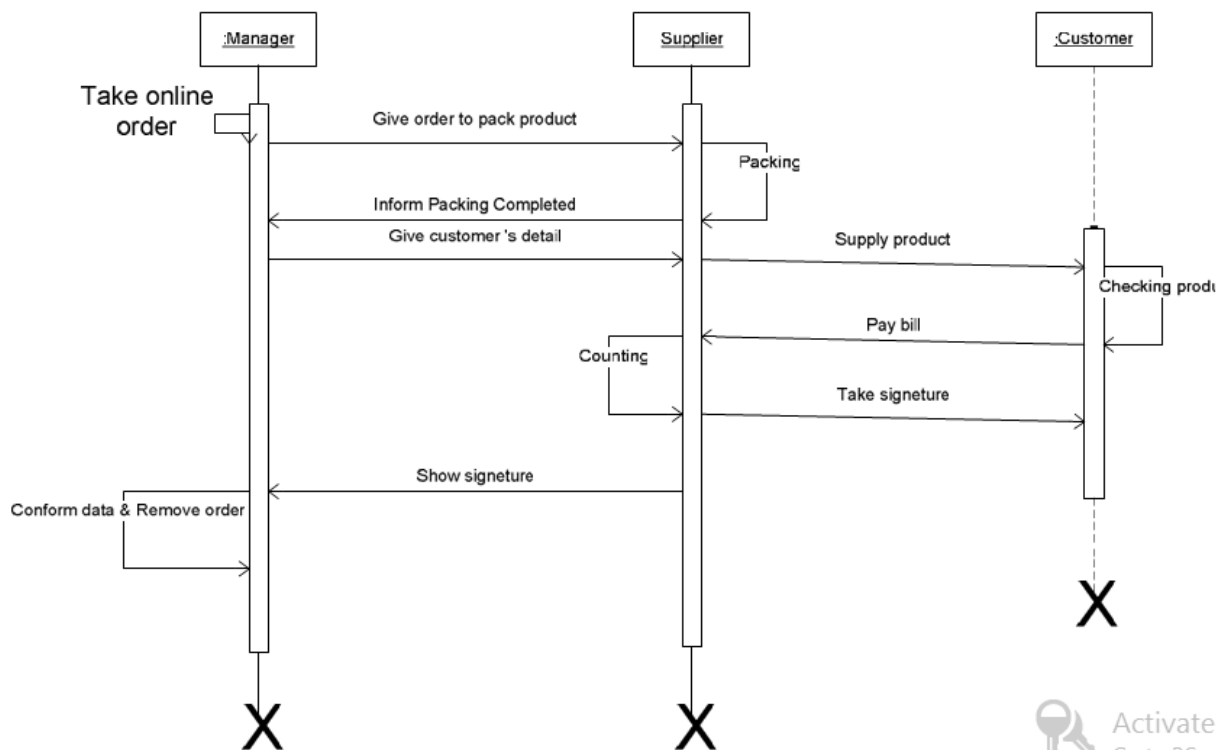 :Manager
Supplier
:Customer
Take online
order
Give order to pack product
Packing
Inform Packing Completed
Give customer 's detail
Supply product
Checking produ
Pay bill
Counting
Take signeture
Show signeture
Conform data & Remove order
X
X
X
Activate